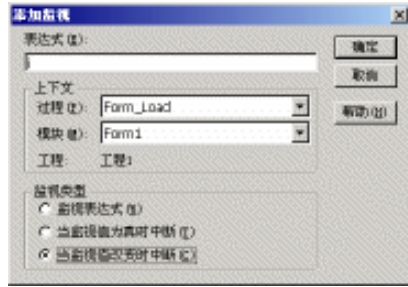 添加监视
表达式(E):
确定
取消
帮助(H)
上下文
过程(P): Form_Load
模块(M): Form1
工程: 工程1
监视类型
监视表达式(W)
当监视值为真时中断(T)
当监视值改变时中断(C)